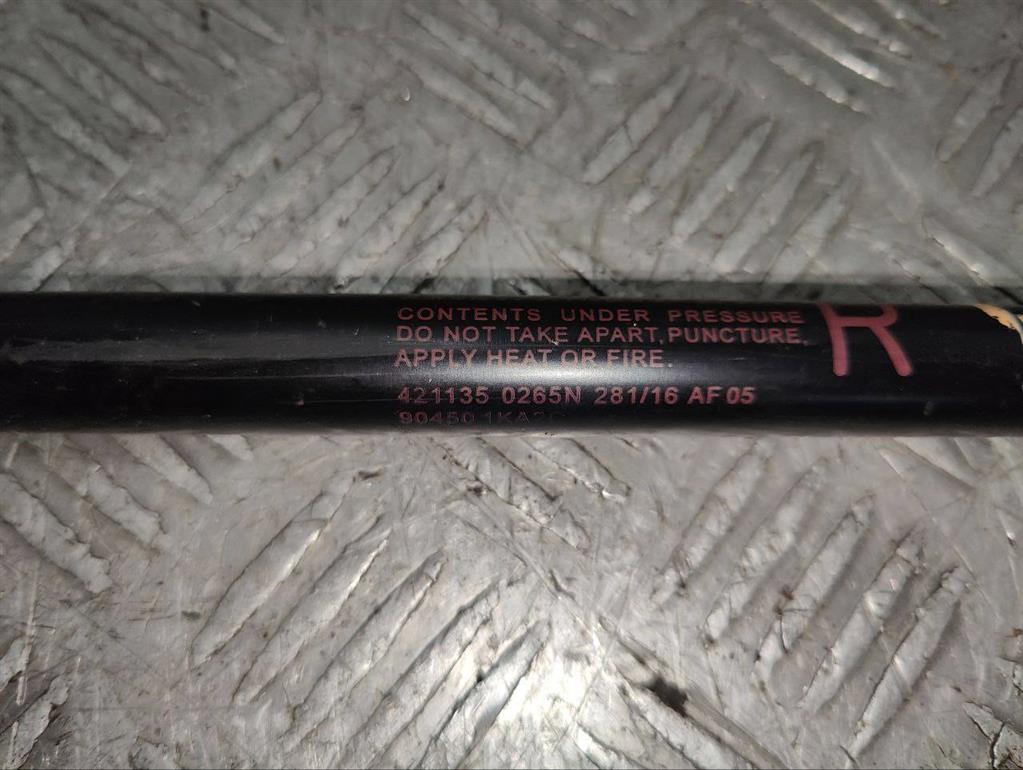 CONTENTS UNDER PRESSURE
DO NOT TAKE APART, PUNCTURE,
APPLY HEAT OR FIRE.
R
421135 0265N 281/16 AF 05
90450